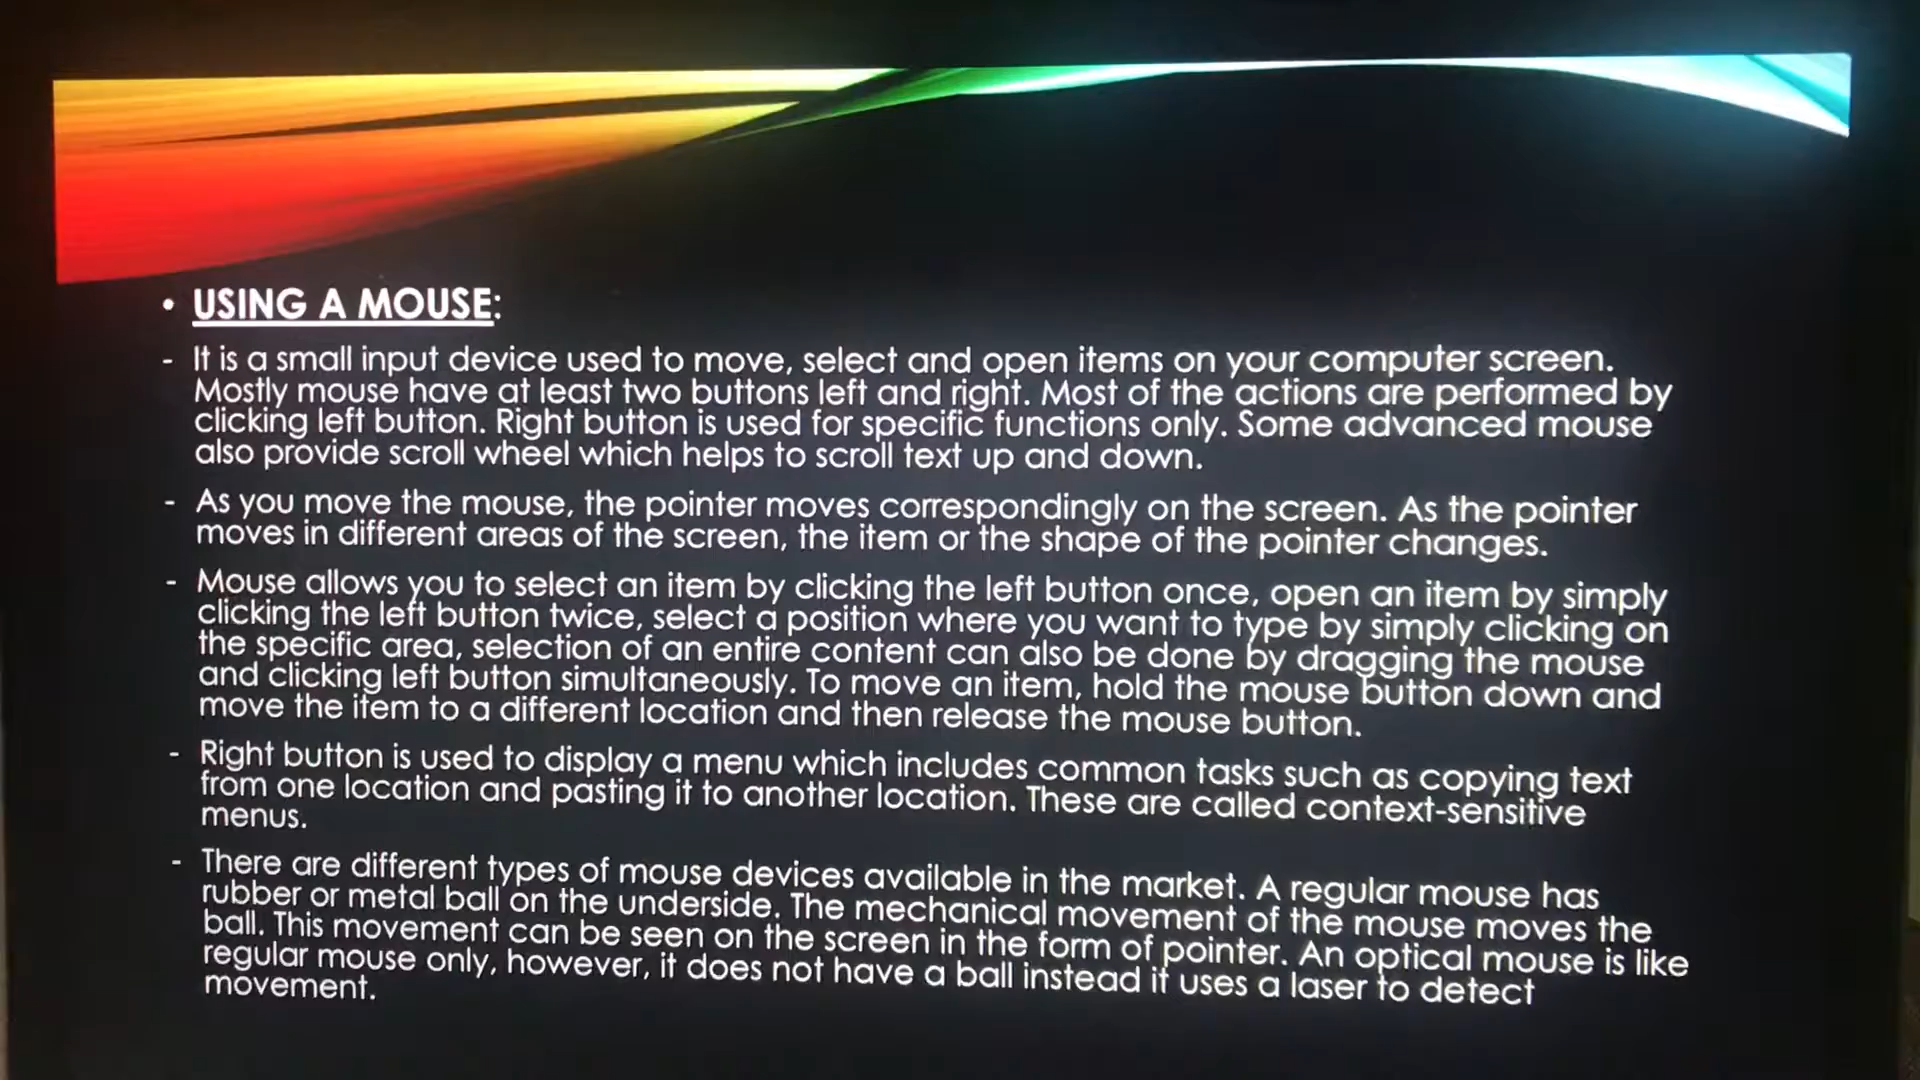 • USING A MOUSE:
- It is a small input device used to move, select and open items on your computer screen.
Mostly mouse have at least two buttons left and right. Most of the actions are performed by
clicking left button. Right button is used for specific functions only. Some advanced mouse
also provide scroll wheel which helps to scroll text up and down.
- As you move the mouse, the pointer moves correspondingly on the screen. As the pointer
moves in different areas of the screen, the item or the shape of the pointer changes.
- Mouse allows you to select an item by clicking the left button once, open an item by simply
clicking the left button twice, select a position where you want to type by simply clicking on
the specific area, selection of an entire content can also be done by dragging the mouse
and clicking left button simultaneously. To move an item, hold the mouse button down and
move the item to a different location and then release the mouse button.
- Right button is used to display a menu which includes common tasks such as copying text
from one location and pasting it to another location. These are called context-sensitive
menus.
- There are different types of mouse devices available in the market. A regular mouse has
rubber or metal ball on the underside. The mechanical movement of the mouse moves the
ball. This movement can be seen on the screen in the form of pointer. An optical mouse is like
regular mouse only, however, it does not have a ball instead it uses a laser to detect
movement.